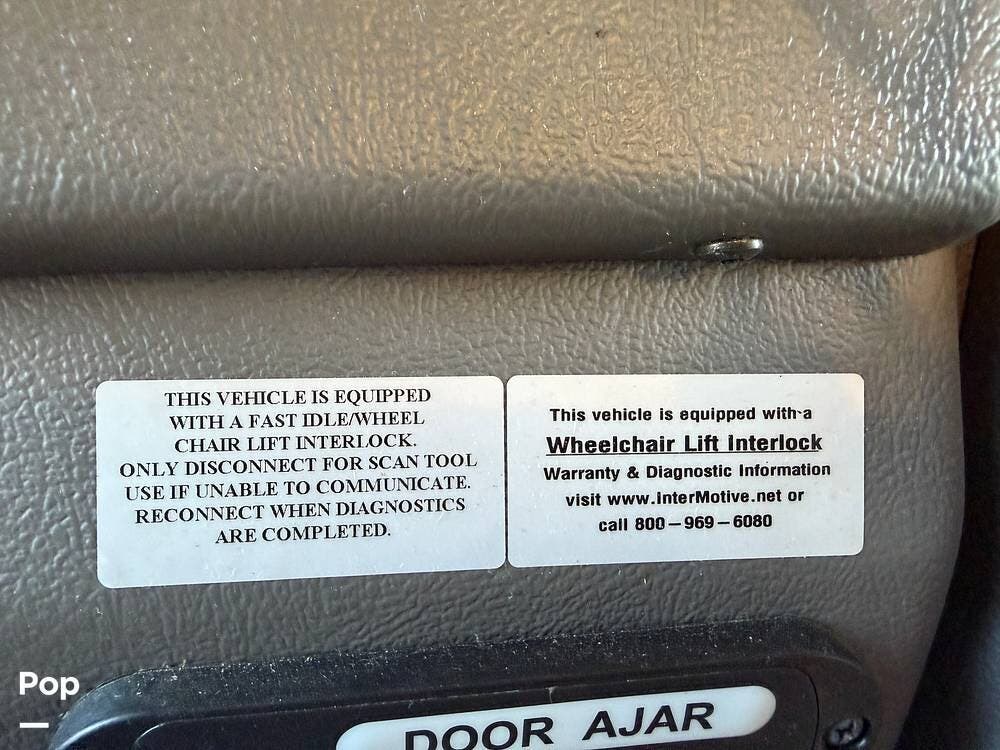 THIS VEHICLE IS EQUIPPED
WITH A FAST IDLE/WHEEL
CHAIR LIFT INTERLOCK.
ONLY DISCONNECT FOR SCAN TOOL
USE IF UNABLE TO COMMUNICATE.
RECONNECT WHEN DIAGNOSTICS
ARE COMPLETED.
This vehicle is equipped with a
Wheelchair Lift Interlock
Warranty & Diagnostic Information
visit www.InterMotive.net or
call 800-969-6080
DOOR AJAR
Pop